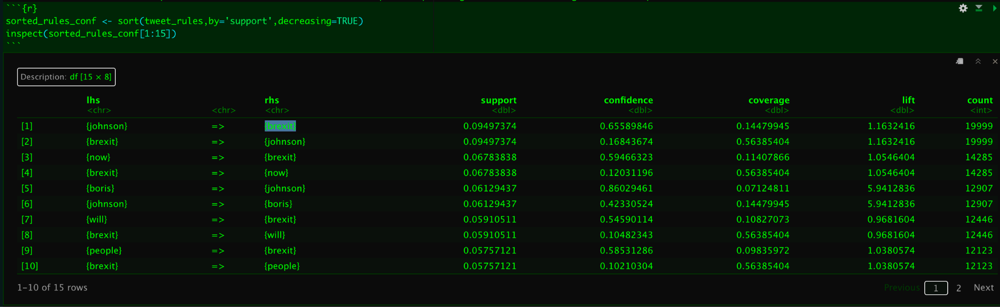 ```{r}
sorted_rules_conf <- sort(tweet_rules,by='support',decreasing=TRUE)
inspect(sorted_rules_conf[1:15])
```
Description: df [15 × 8]
lhs rhs support confidence coverage lift count
<chr> <chr> <chr> <dbl> <dbl> <dbl> <dbl> <int>
[1] {johnson} => {brexit} 0.09497374 0.65589846 0.14479945 1.1632416 19999
[2] {brexit} => {johnson} 0.09497374 0.16843674 0.56385404 1.1632416 19999
[3] {now} => {brexit} 0.06783838 0.59466323 0.11407866 1.0546404 14285
[4] {brexit} => {now} 0.06783838 0.12031196 0.56385404 1.0546404 14285
[5] {boris} => {johnson} 0.06129437 0.86029461 0.07124811 5.9412836 12907
[6] {johnson} => {boris} 0.06129437 0.42330524 0.14479945 5.9412836 12907
[7] {will} => {brexit} 0.05910511 0.54590114 0.10827073 0.9681604 12446
[8] {brexit} => {will} 0.05910511 0.10482343 0.56385404 0.9681604 12446
[9] {people} => {brexit} 0.05757121 0.58531286 0.09835972 1.0380574 12123
[10] {brexit} => {people} 0.05757121 0.10210304 0.56385404 1.0380574 12123
1-10 of 15 rows Previous 1 2 Next